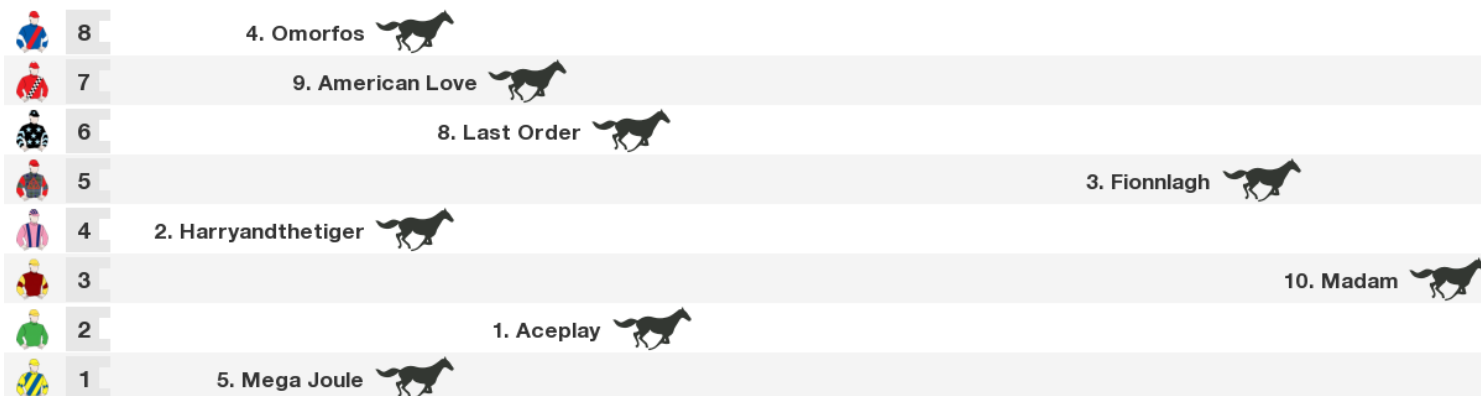 8 4. Omorfos
7 9. American Love
6 8. Last Order
5 3. Fionnlagh
4 2. Harryandthetiger
3 10. Madam
2 1. Aceplay
1 5. Mega Joule